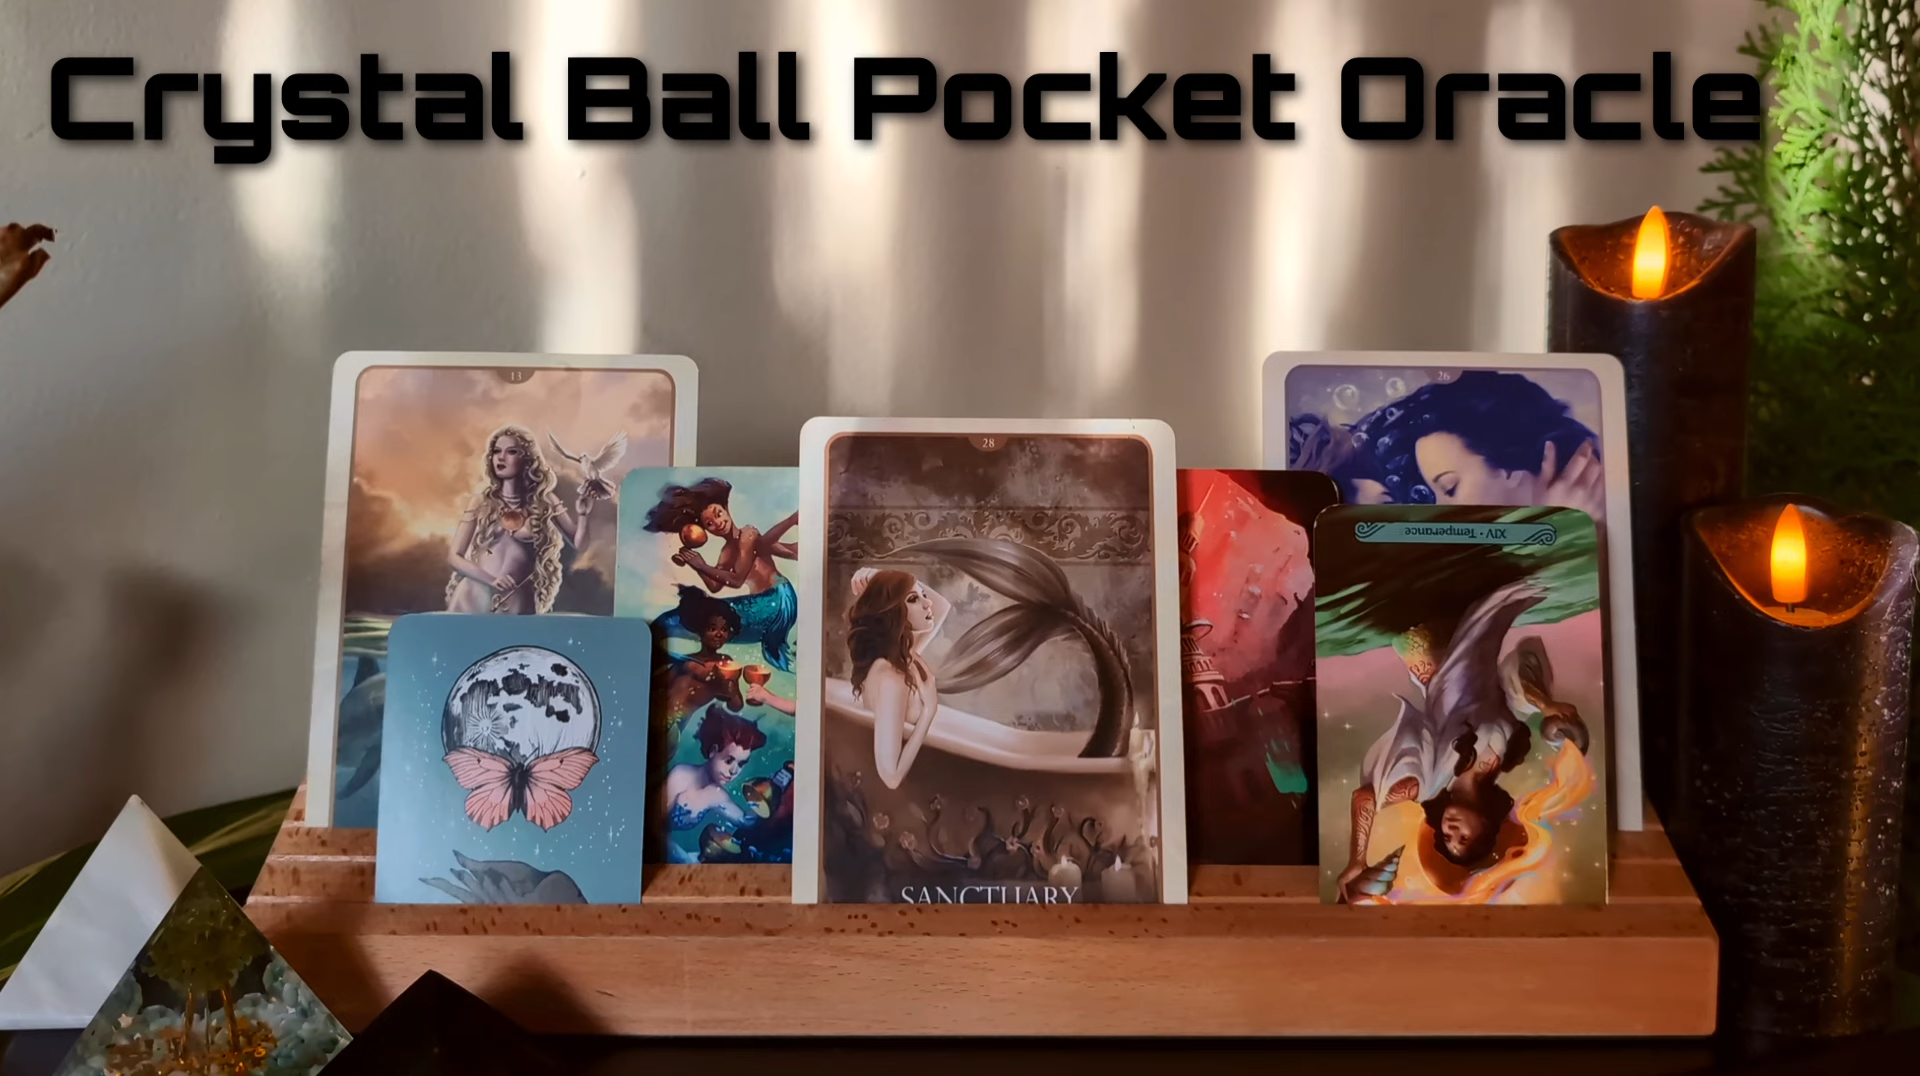 Crystal Ball Pocket Oracle
13
26
28
XIV · Temperance
SANCTUARY